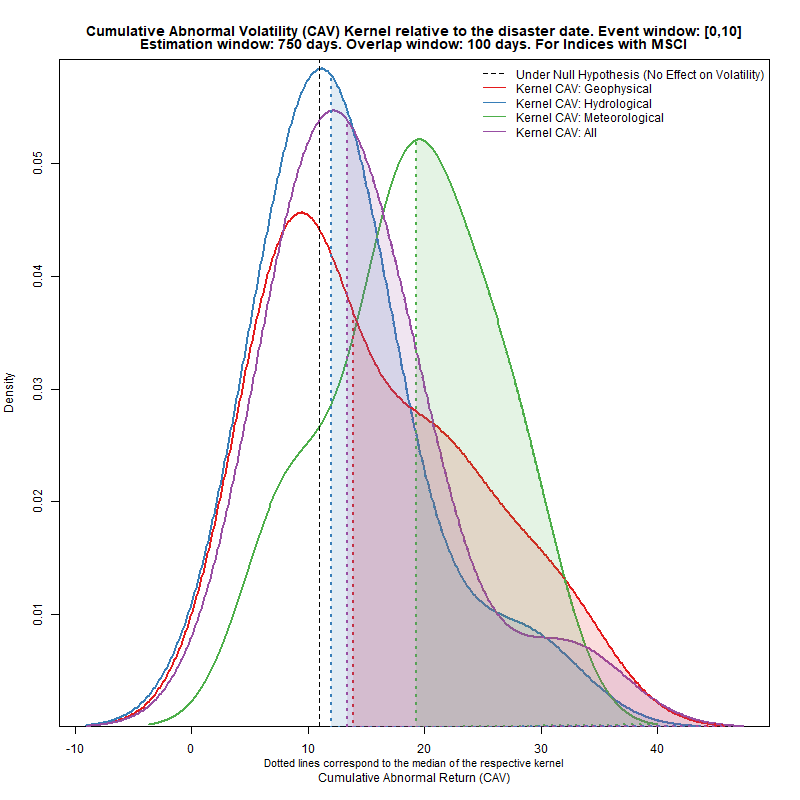 Cumulative Abnormal Volatility (CAV) Kernel relative to the disaster date. Event window: [0,10]
Estimation window: 750 days. Overlap window: 100 days. For Indices with MSCI
Under Null Hypothesis (No Effect on Volatility)
Kernel CAV: Geophysical
Kernel CAV: Hydrological
Kernel CAV: Meteorological
Kernel CAV: All
0.05
0.04
0.03
0.02
0.01
Density
-10 0 10 20 30 40
Dotted lines correspond to the median of the respective kernel
Cumulative Abnormal Return (CAV)